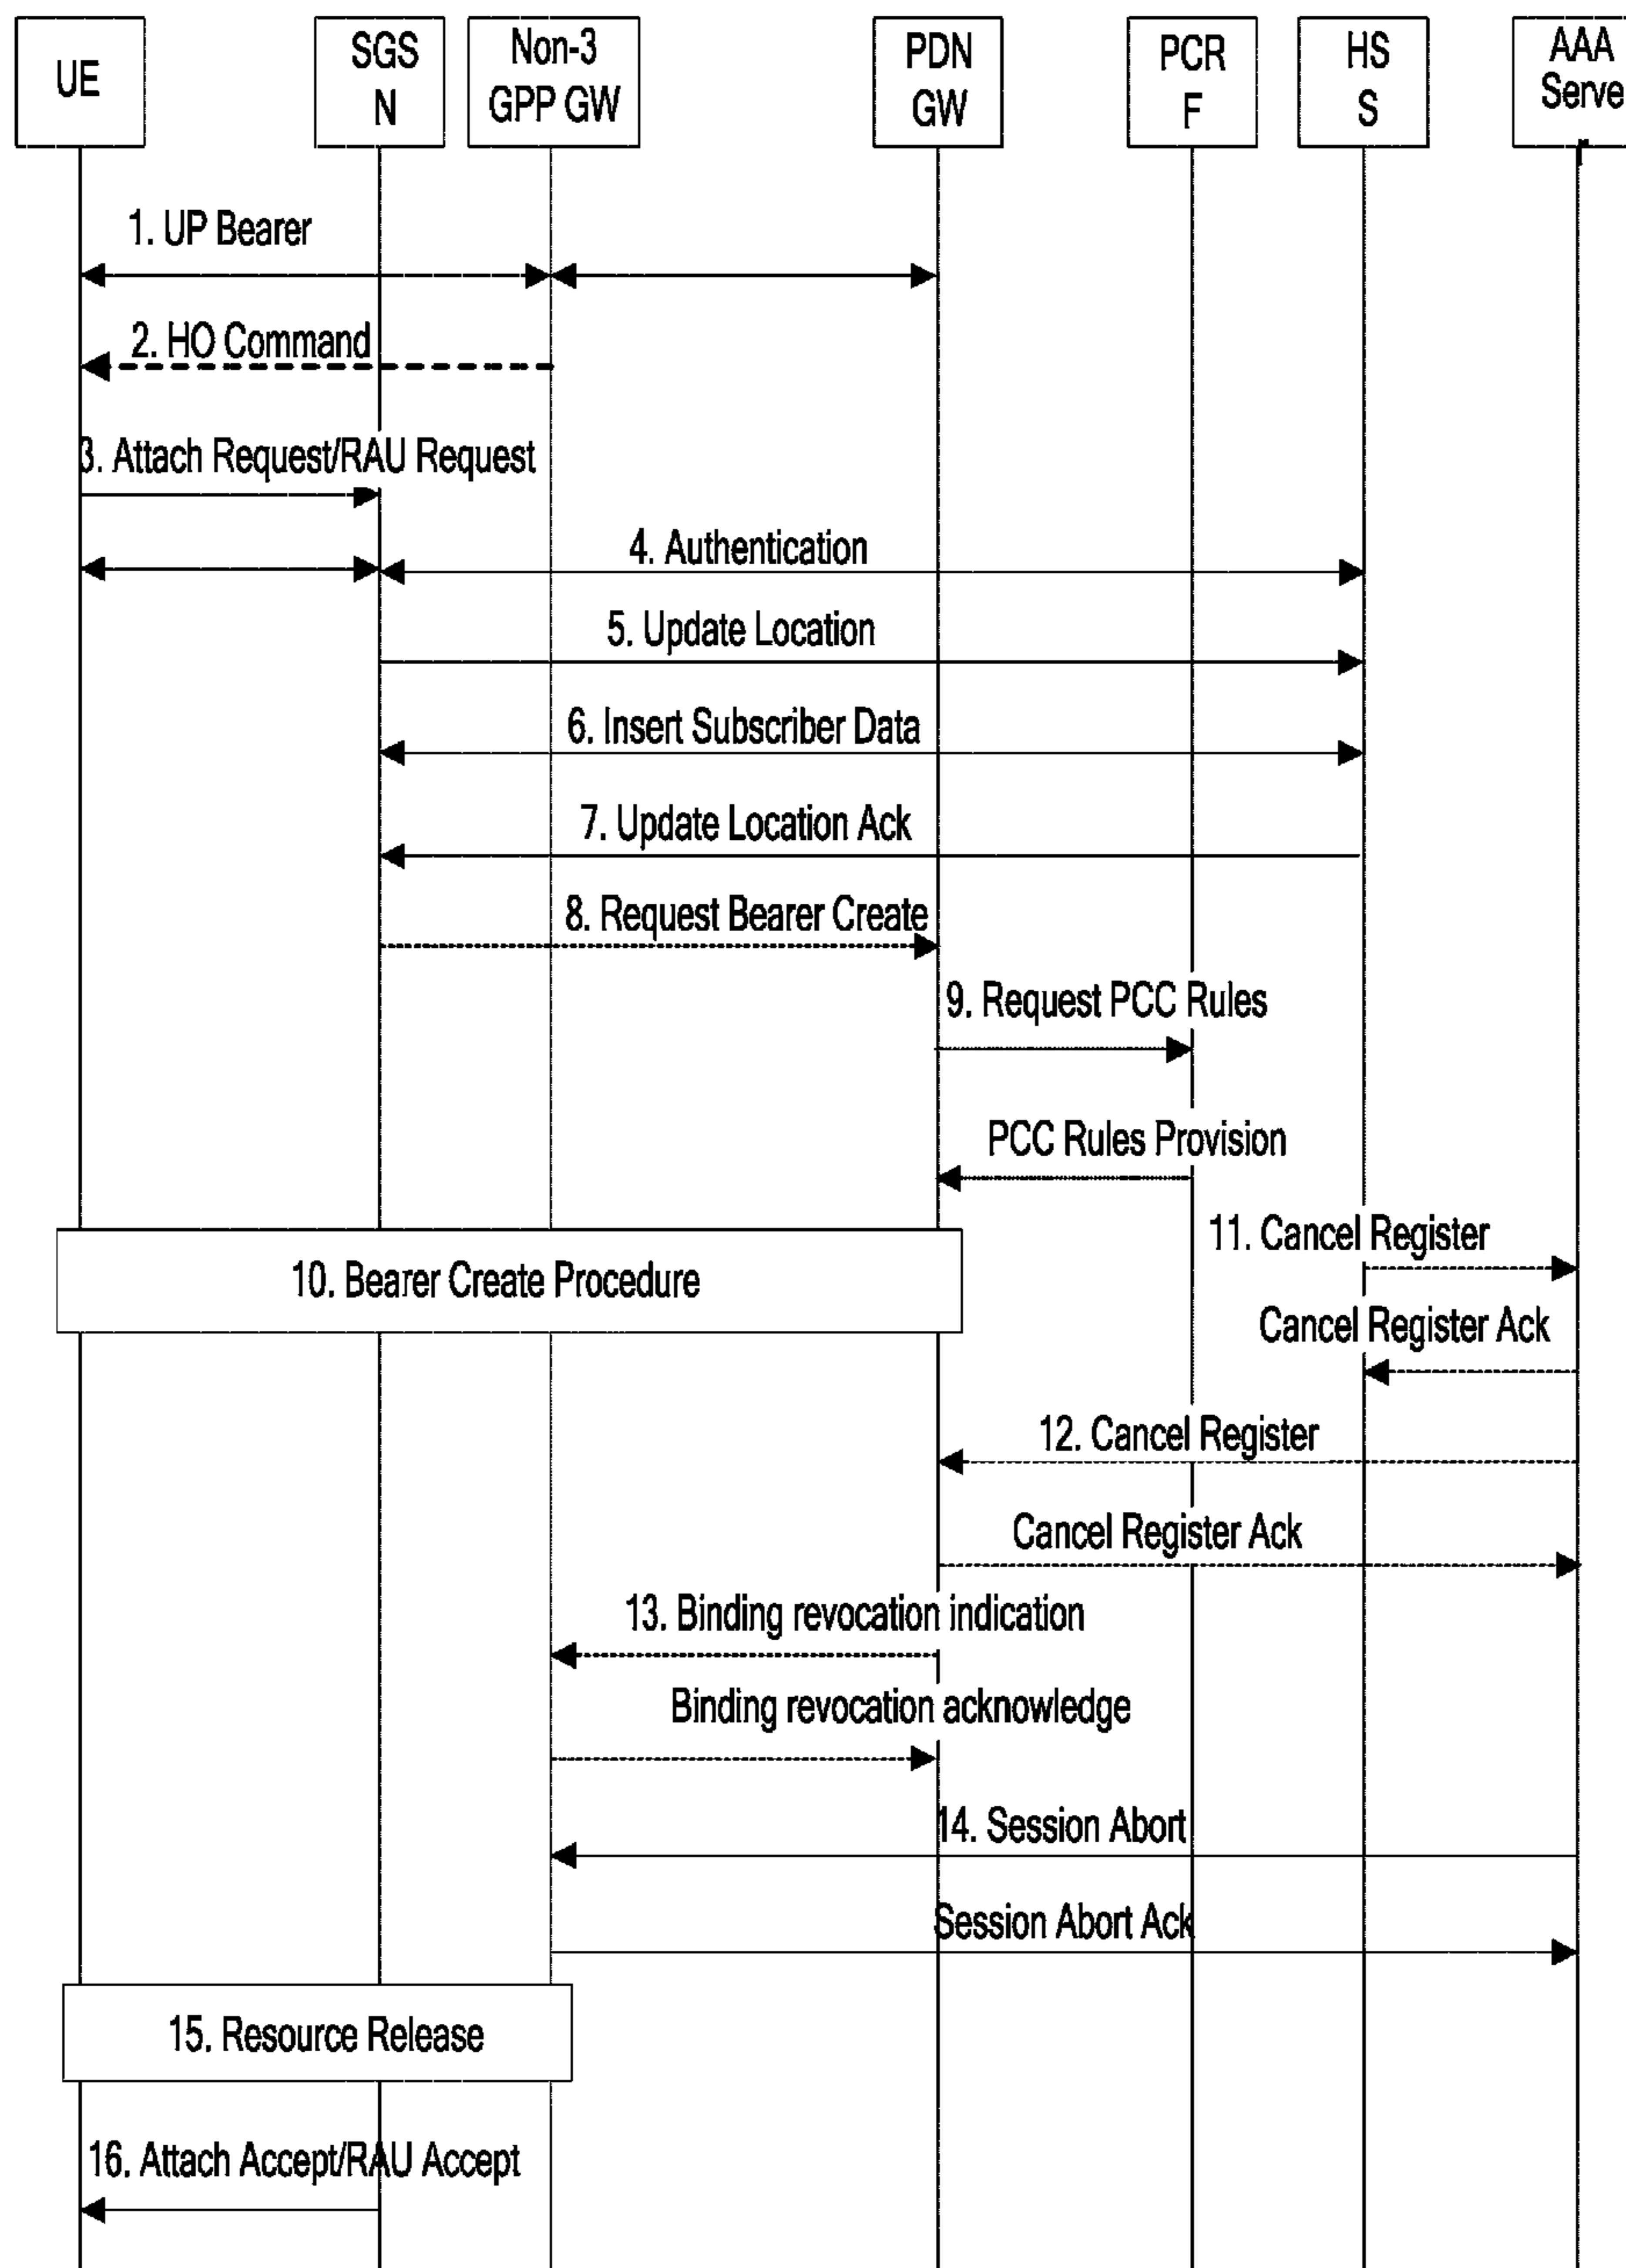 UE
SGS
N
Non-3
GPP GW
PDN
GW
PCR
F
HS
S
AAA
Serve
r
1. UP Bearer
2. HO Command
3. Attach Request/RAU Request
4. Authentication
5. Update Location
6. Insert Subscriber Data
7. Update Location Ack
8. Request Bearer Create
9. Request PCC Rules
PCC Rules Provision
11. Cancel Register
10. Bearer Create Procedure
Cancel Register Ack
12. Cancel Register
Cancel Register Ack
13. Binding revocation indication
Binding revocation acknowledge
14. Session Abort
Session Abort Ack
15. Resource Release
16. Attach Accept/RAU Accept